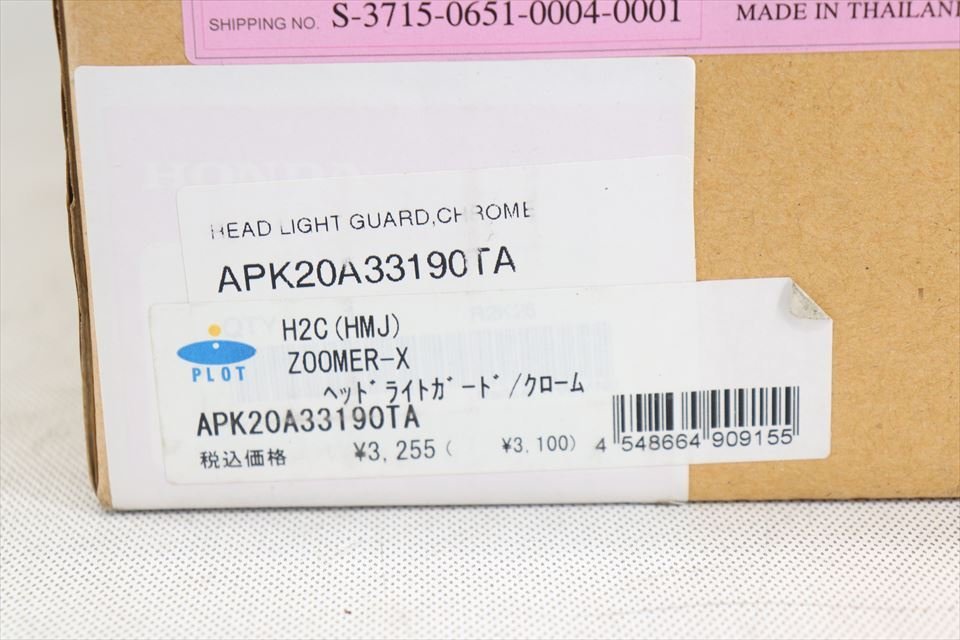 SHIPPING NO. S-3715-0651-0004-0001
MADE IN THAILAND
HONDA
HEAD LIGHT GUARD,CHROME
APK20A33190TA
QTY
H2C(HMJ)
ZOOMER-X
ヘッドライトガード/クローム
PLOT
APK20A33190TA
税込価格 ¥3,255( ¥3,100)
4 548664 909155